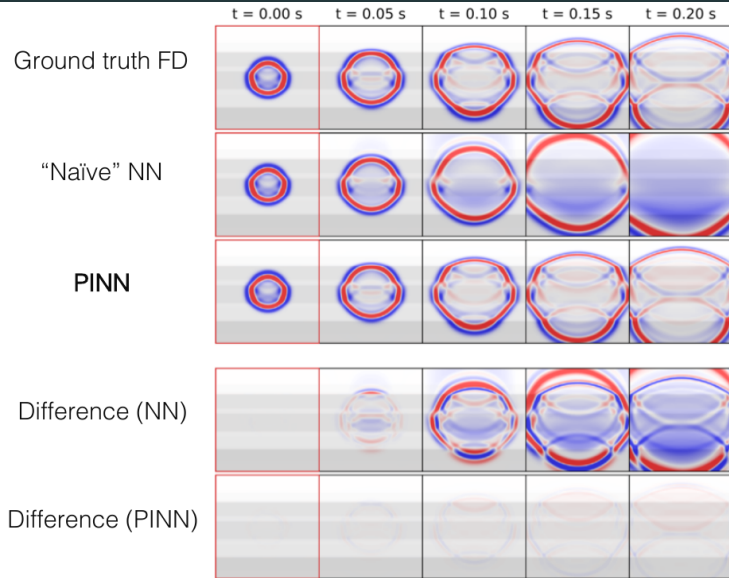 t = 0.00 s t = 0.05 s t = 0.10 s t = 0.15 s t = 0.20 s
Ground truth FD
“Naïve” NN
PINN
Difference (NN)
Difference (PINN)